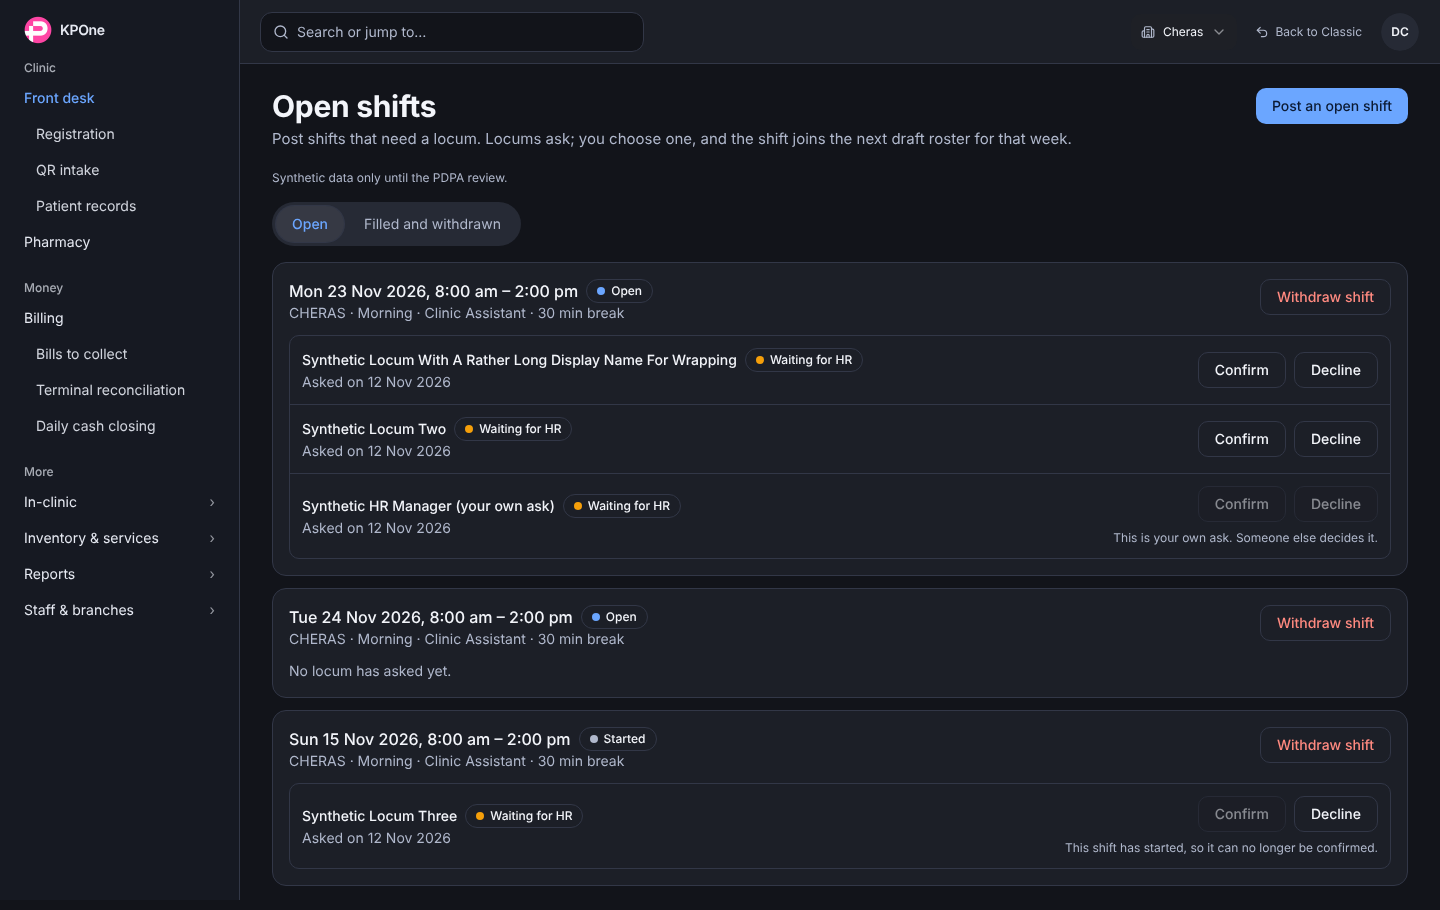 KPOne
Search or jump to...
Cheras
Back to Classic
DC
Clinic
Front desk
Registration
QR intake
Patient records
Pharmacy
Money
Billing
Bills to collect
Terminal reconciliation
Daily cash closing
More
In-clinic
Inventory & services
Reports
Staff & branches
Open shifts
Post an open shift
Post shifts that need a locum. Locums ask; you choose one, and the shift joins the next draft roster for that week.
Synthetic data only until the PDPA review.
Open
Filled and withdrawn
Mon 23 Nov 2026, 8:00 am – 2:00 pm
Open
Withdraw shift
CHERAS · Morning · Clinic Assistant · 30 min break
Synthetic Locum With A Rather Long Display Name For Wrapping
Waiting for HR
Asked on 12 Nov 2026
Confirm
Decline
Synthetic Locum Two
Waiting for HR
Asked on 12 Nov 2026
Confirm
Decline
Synthetic HR Manager (your own ask)
Waiting for HR
Asked on 12 Nov 2026
Confirm
Decline
This is your own ask. Someone else decides it.
Tue 24 Nov 2026, 8:00 am – 2:00 pm
Open
Withdraw shift
CHERAS · Morning · Clinic Assistant · 30 min break
No locum has asked yet.
Sun 15 Nov 2026, 8:00 am – 2:00 pm
Started
Withdraw shift
CHERAS · Morning · Clinic Assistant · 30 min break
Synthetic Locum Three
Waiting for HR
Asked on 12 Nov 2026
Confirm
Decline
This shift has started, so it can no longer be confirmed.